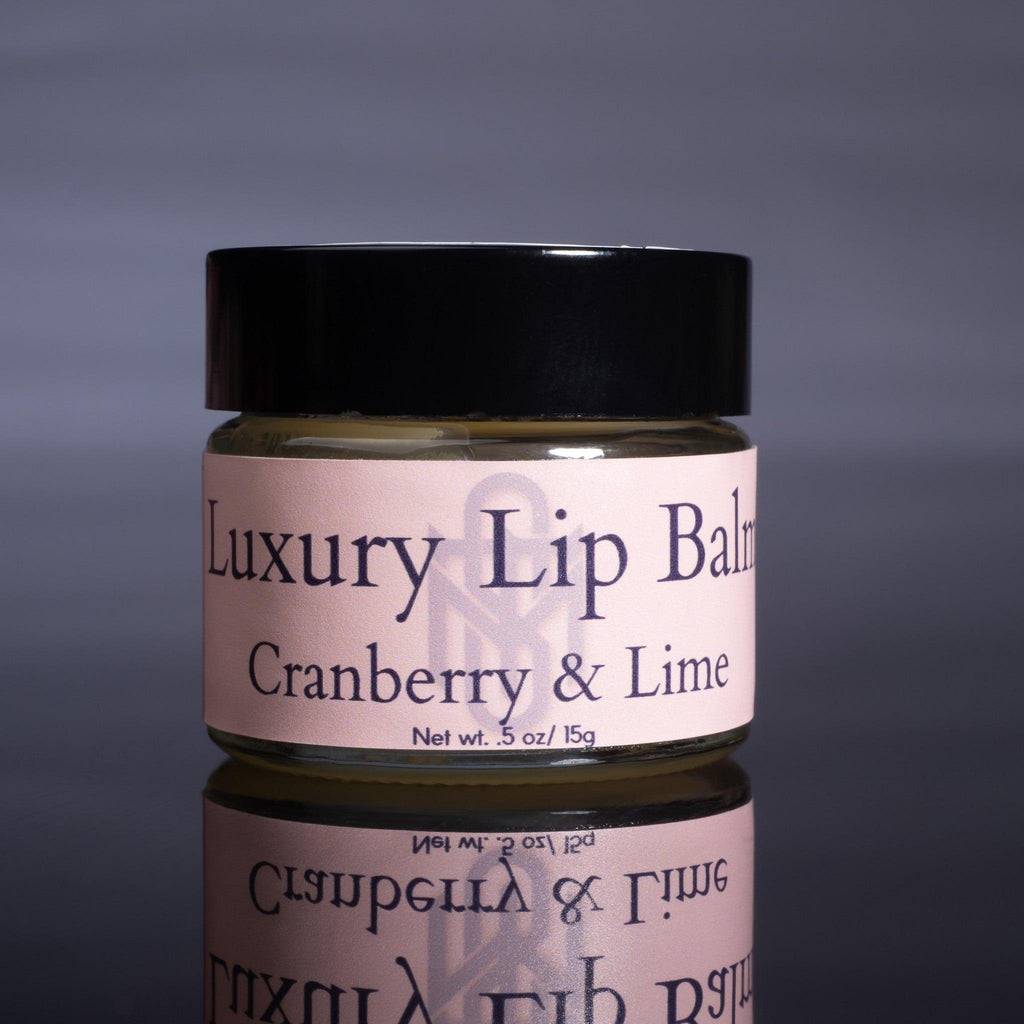 Luxury Lip Balm
Cranberry & Lime
Net wt. .5 oz/ 15g